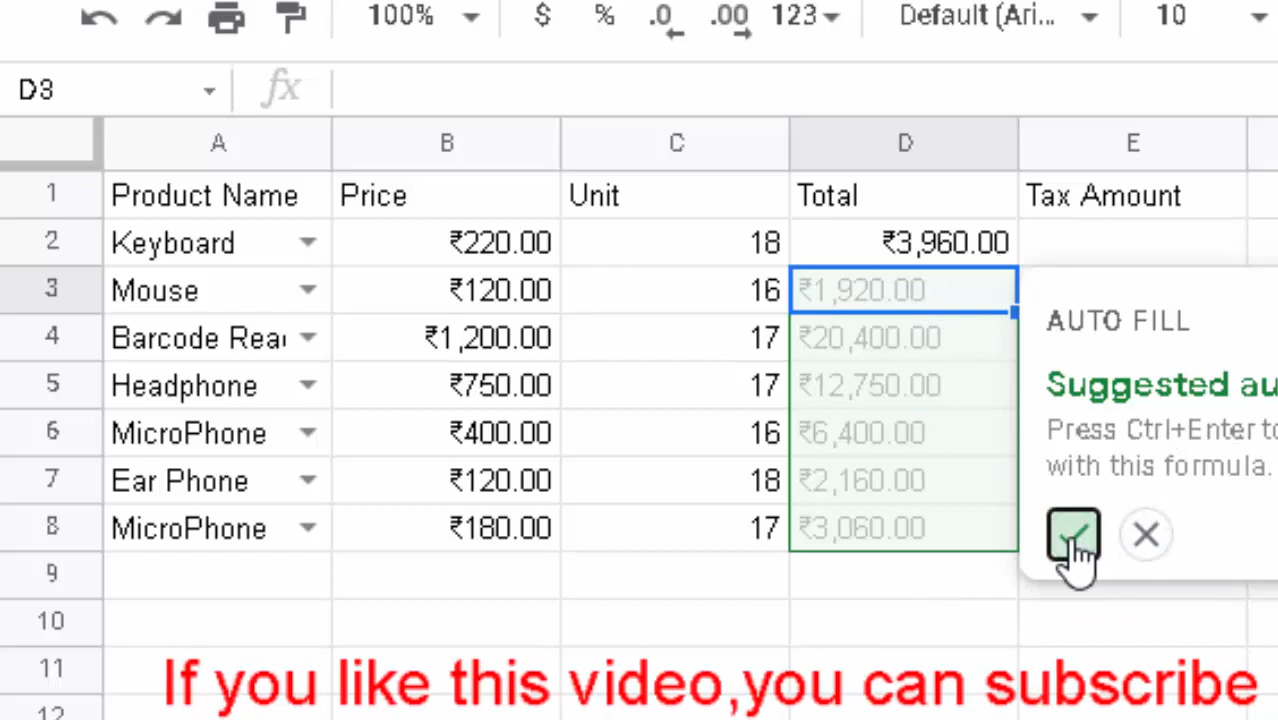 100% $ % .0 .00 123 Default (Ari... 10
D3 fx
A B C D E
1 Product Name Price Unit Total Tax Amount
2 Keyboard ₹220.00 18 ₹3,960.00
3 Mouse ₹120.00 16 ₹1,920.00
4 Barcode Rea ₹1,200.00 17 ₹20,400.00
5 Headphone ₹750.00 17 ₹12,750.00
6 MicroPhone ₹400.00 16 ₹6,400.00
7 Ear Phone ₹120.00 18 ₹2,160.00
8 MicroPhone ₹180.00 17 ₹3,060.00
AUTO FILL
Suggested au
Press Ctrl+Enter to
with this formula.
9
10
11
If you like this video,you can subscribe
12